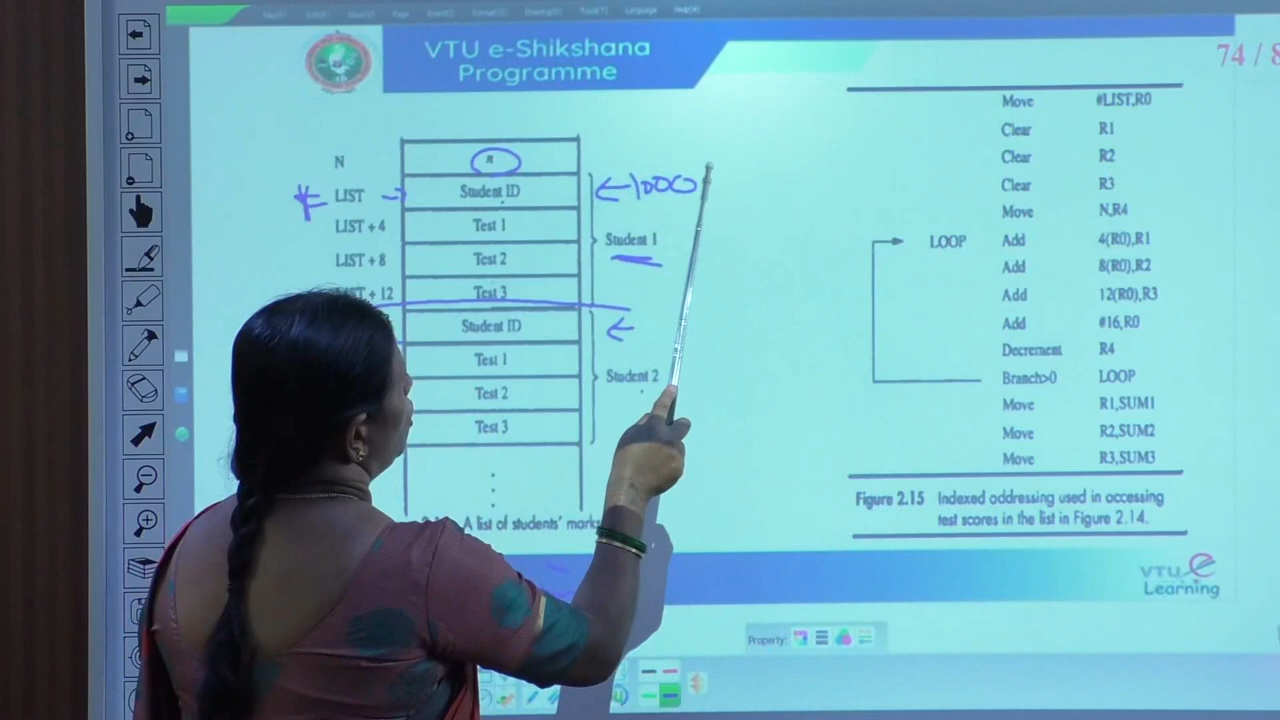 VTU e-Shikshana
Programme
74 / 8
N n
LIST Student ID 1000
LIST + 4 Test 1
Student 1
LIST + 8 Test 2
+ 12 Test 3
Student ID
Test 1
Student 2
Test 2
Test 3
A list of students' marks
Move #LIST,R0
Clear R1
Clear R2
Clear R3
Move N,R4
LOOP Add 4(R0),R1
Add 8(R0),R2
Add 12(R0),R3
Add #16,R0
Decrement R4
Branch>0 LOOP
Move R1,SUM1
Move R2,SUM2
Move R3,SUM3
Figure 2.15 Indexed addressing used in accessing
test scores in the list in Figure 2.14.
VTU e
Learning
Property: